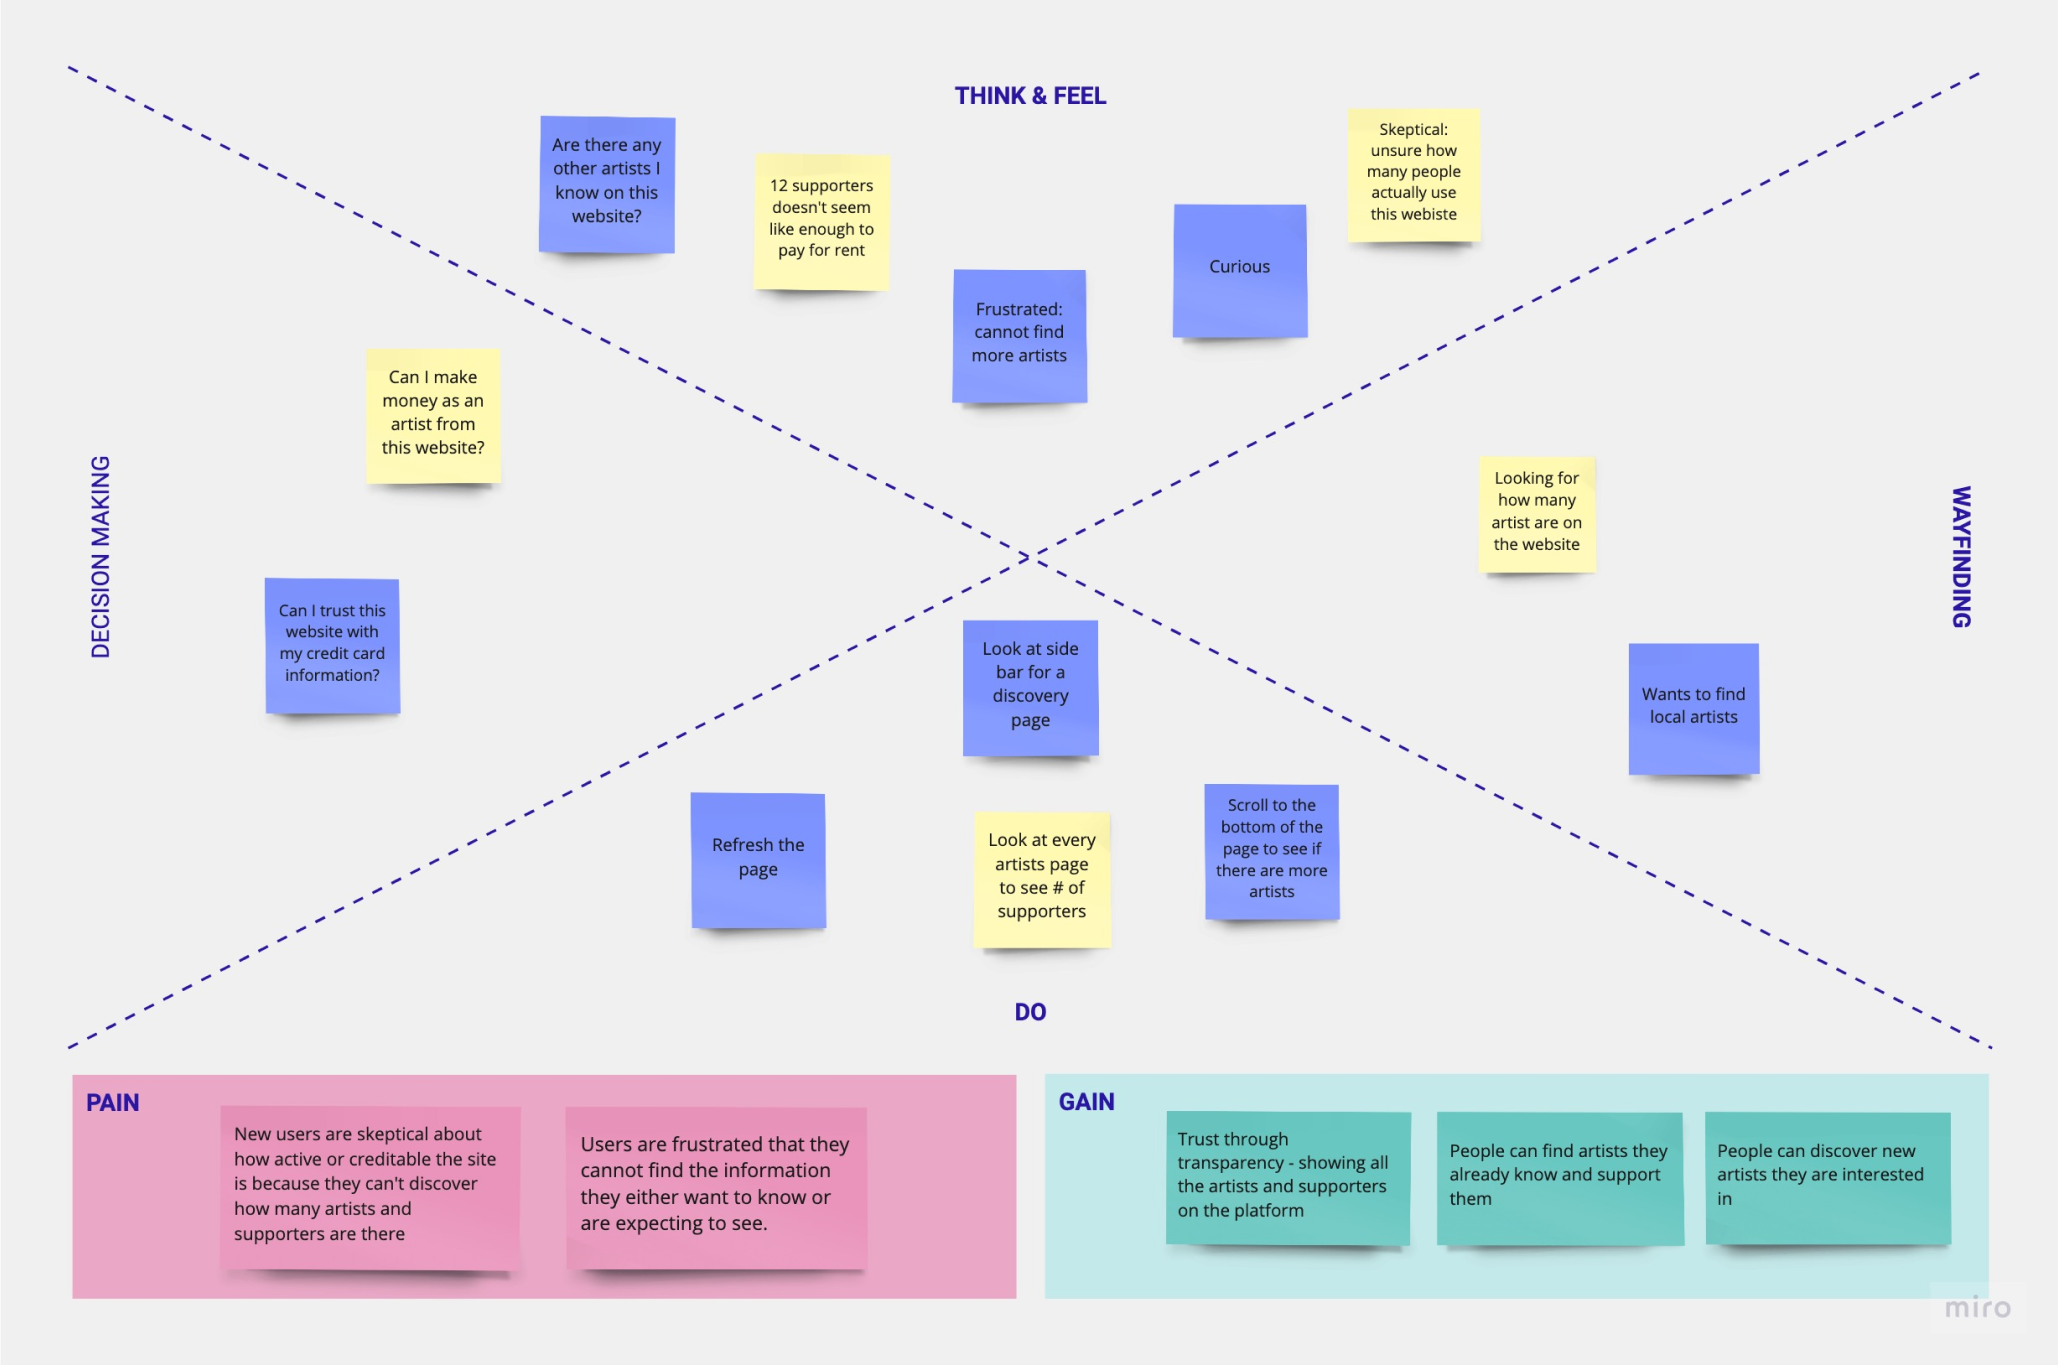 THINK & FEEL
Are there any
other artists I
know on this
website?
12 supporters
doesn't seem
like enough to
pay for rent
Frustrated:
cannot find
more artists
Curious
Skeptical:
unsure how
many people
actually use
this webiste
DECISION MAKING
Can I make
money as an
artist from
this website?
Can I trust this
website with
my credit card
information?
WAYFINDING
Looking for
how many
artist are on
the website
Wants to find
local artists
Look at side
bar for a
discovery
page
Refresh the
page
Look at every
artists page
to see # of
supporters
Scroll to the
bottom of the
page to see if
there are more
artists
DO
PAIN
New users are skeptical about
how active or creditable the site
is because they can't discover
how many artists and
supporters are there
Users are frustrated that they
cannot find the information
they either want to know or
are expecting to see.
GAIN
Trust through
transparency - showing all
the artists and supporters
on the platform
People can find artists they
already know and support
them
People can discover new
artists they are interested
in
miro